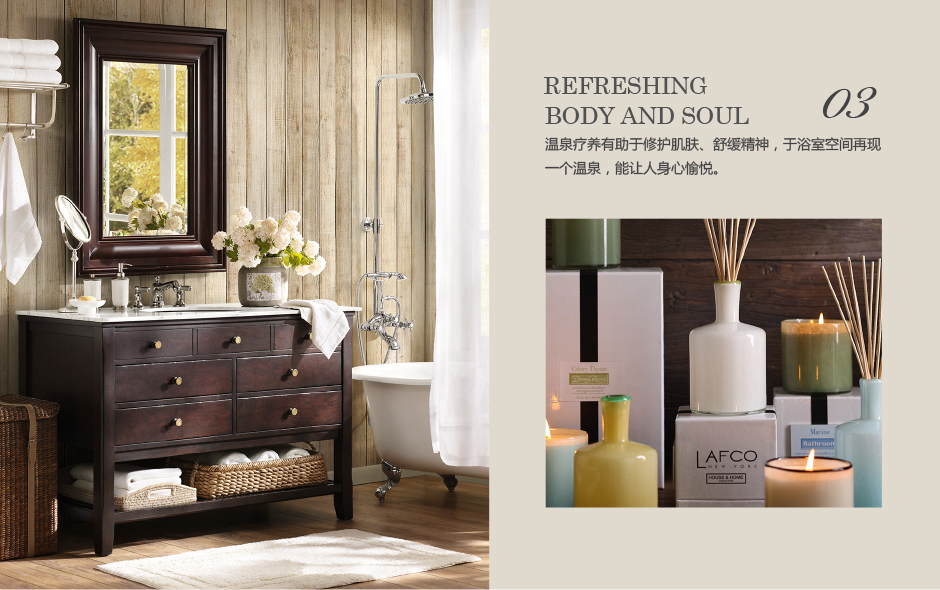 REFRESHING
BODY AND SOUL
03
温泉疗养有助于修护肌肤、舒缓精神，于浴室空间再现
一个温泉，能让人身心愉悦。
LAFCO
NEW YORK
HOUSE & HOME
Marine
Bathroom